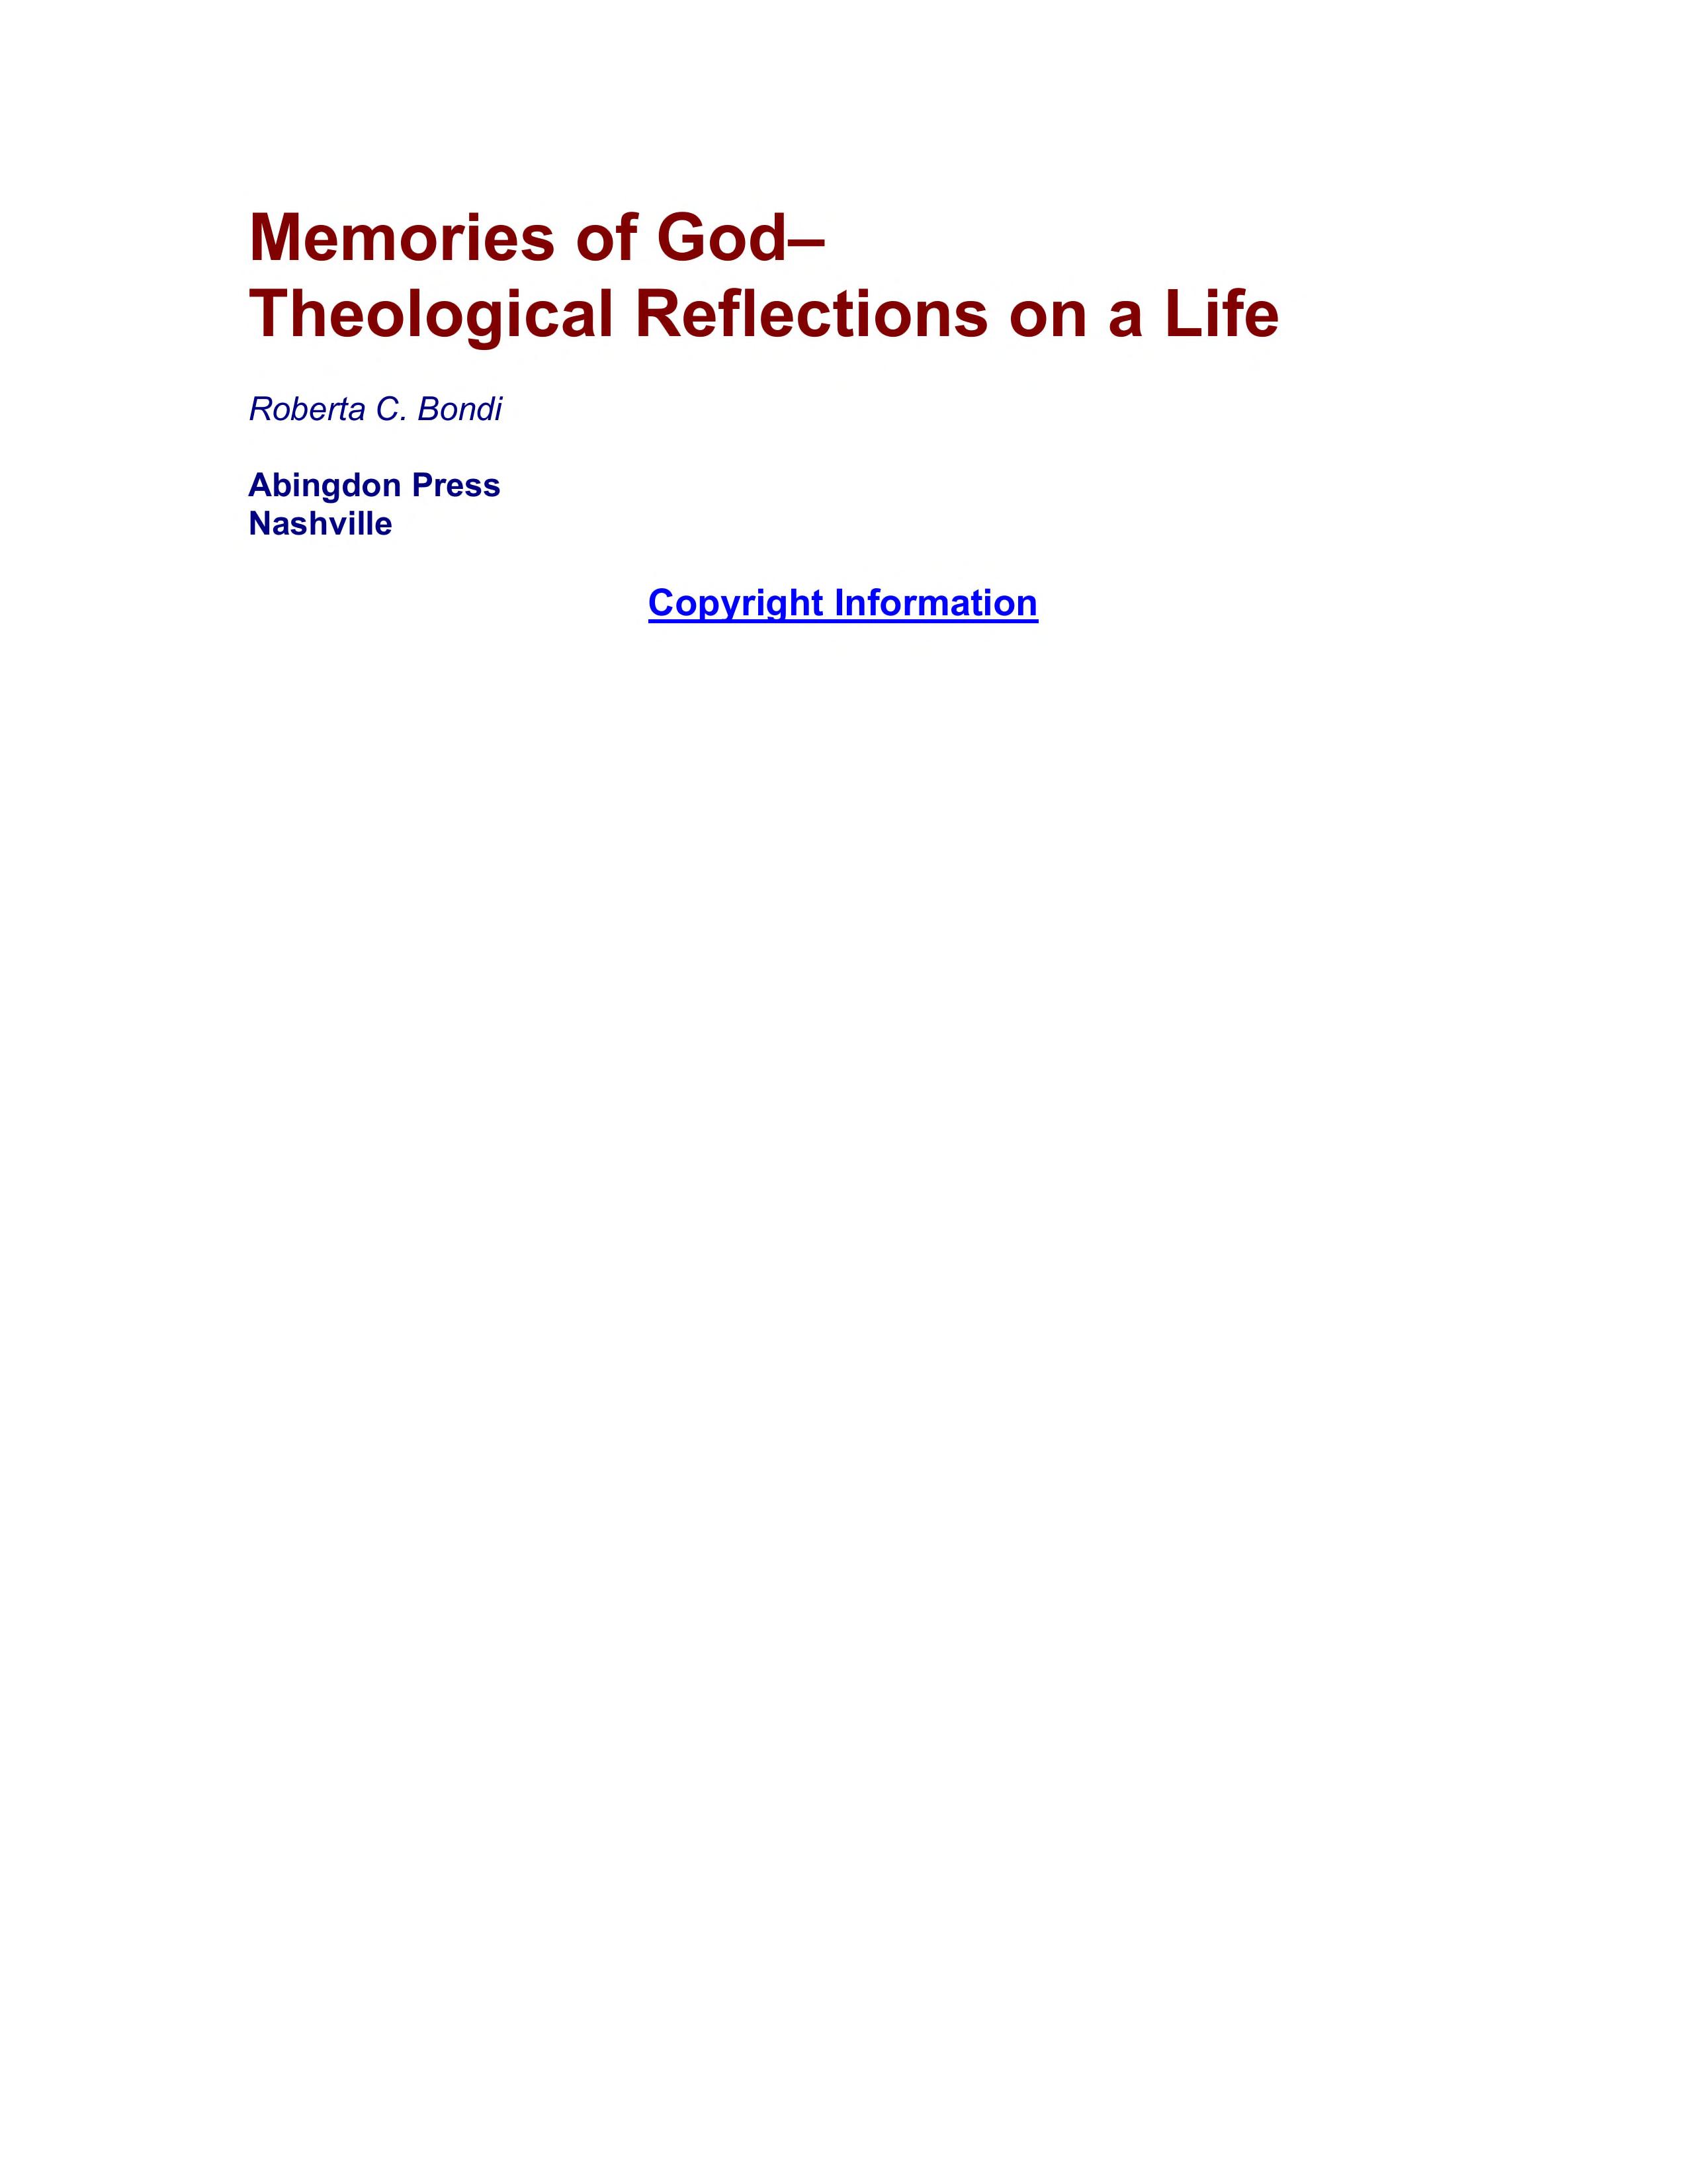 Memories of God–
Theological Reflections on a Life
Roberta C. Bondi
Abingdon Press
Nashville
Copyright Information